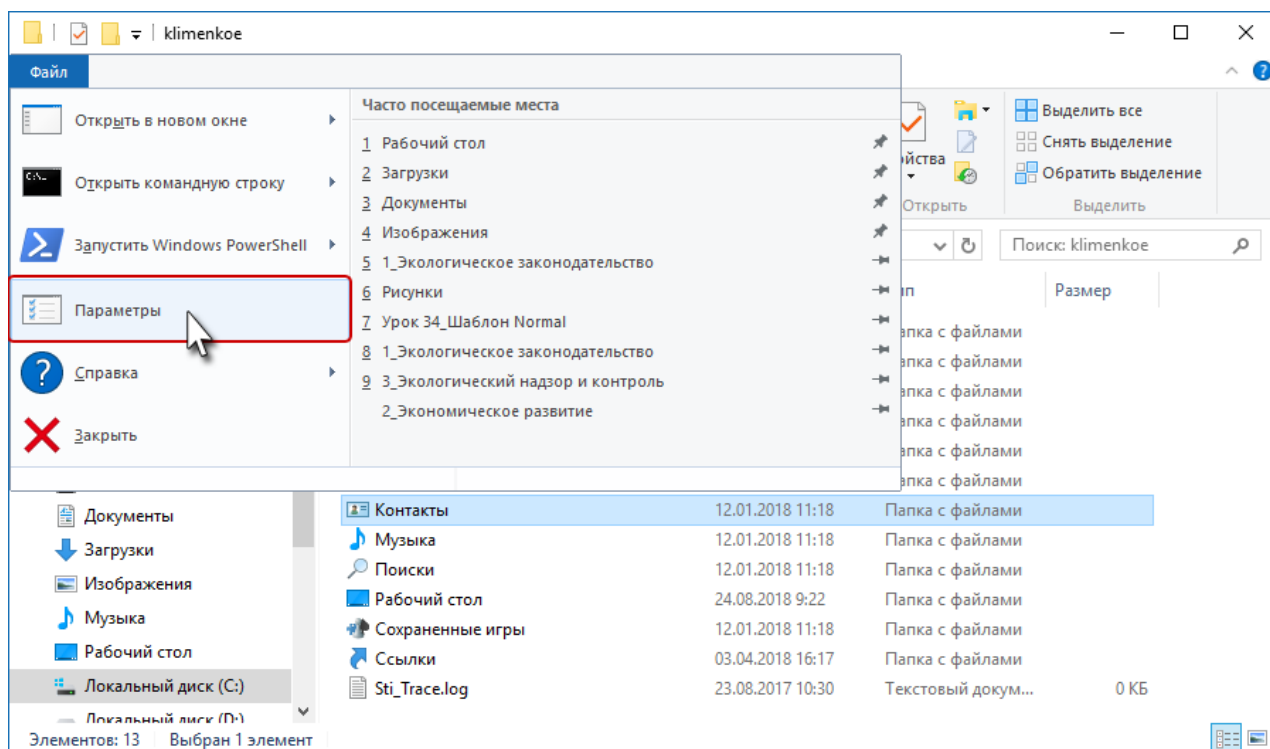 klimenkoe
Файл
Открыть в новом окне
Открыть командную строку
Запустить Windows PowerShell
Параметры
Справка
Закрыть
Часто посещаемые места
1 Рабочий стол
2 Загрузки
3 Документы
4 Изображения
5 1_Экологическое законодательство
6 Рисунки
7 Урок 34_Шаблон Normal
8 1_Экологическое законодательство
9 3_Экологический надзор и контроль
2_Экономическое развитие
йства
Открыть
Выделить все
Снять выделение
Обратить выделение
Выделить
Поиск: klimenkoe
ип Размер
апка с файлами
апка с файлами
апка с файлами
апка с файлами
апка с файлами
апка с файлами
Документы
Загрузки
Изображения
Музыка
Рабочий стол
Локальный диск (C:)
Локальный диск (D:)
Контакты 12.01.2018 11:18 Папка с файлами
Музыка 12.01.2018 11:18 Папка с файлами
Поиски 12.01.2018 11:18 Папка с файлами
Рабочий стол 24.08.2018 9:22 Папка с файлами
Сохраненные игры 12.01.2018 11:18 Папка с файлами
Ссылки 03.04.2018 16:17 Папка с файлами
Sti_Trace.log 23.08.2017 10:30 Текстовый докум... 0 КБ
Элементов: 13 Выбран 1 элемент